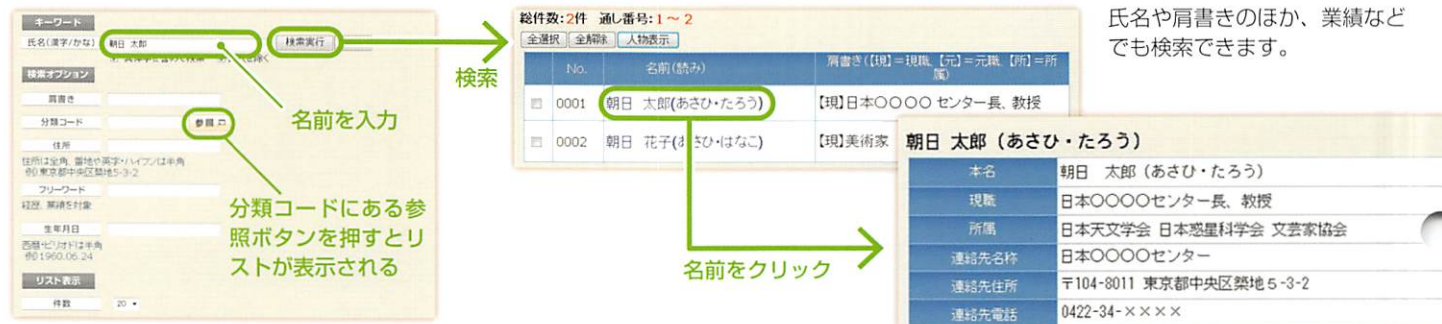 キーワード
氏名(漢字/かな)
朝日 太郎
検索実行
検索オプション
肩書き
分類コード
参照
住所
住所は全角、番地や英字・ハイフンは半角
例)東京都中央区築地5-3-2
フリーワード
経歴、業績を対象
生年月日
西暦+ピリオドは半角
例)1960.06.24
リスト表示
件数
20
名前を入力
分類コードにある参
照ボタンを押すとリ
ストが表示される
検索
総件数:2件 通し番号:1~ 2
全選択 全解除 人物表示
No. 名前(読み) 肩書き(【現】=現職、【元】=元職、【所】=所
属)
0001 朝日 太郎(あさひ・たろう) 【現】日本〇〇〇〇 センター長、教授
0002 朝日 花子(あさひ・はなこ) 【現】美術家
名前をクリック
氏名や肩書きのほか、業績など
でも検索できます。
朝日 太郎(あさひ・たろう)
本名 朝日 太郎(あさひ・たろう)
現職 日本〇〇〇〇センター長、教授
所属 日本天文学会 日本惑星科学会 文芸家協会
連絡先名称 日本〇〇〇〇センター
連絡先住所 〒104-8011 東京都中央区築地5-3-2
連絡先電話 0422-34-××××